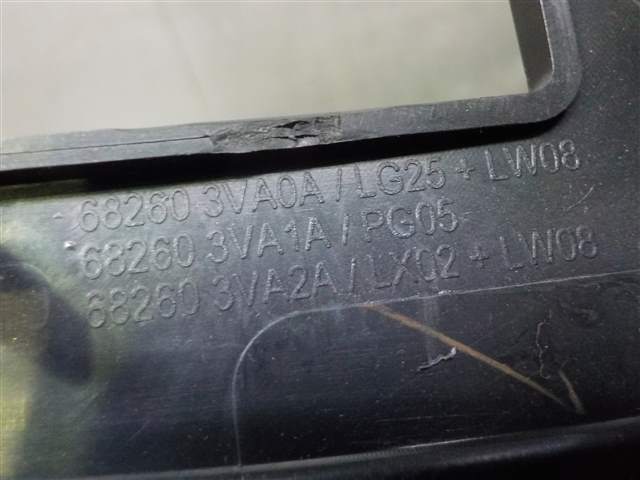 68260 3VA0A / LG25 + LW08
68260 3VA1A / PG05
68260 3VA2A / LX02 + LW08